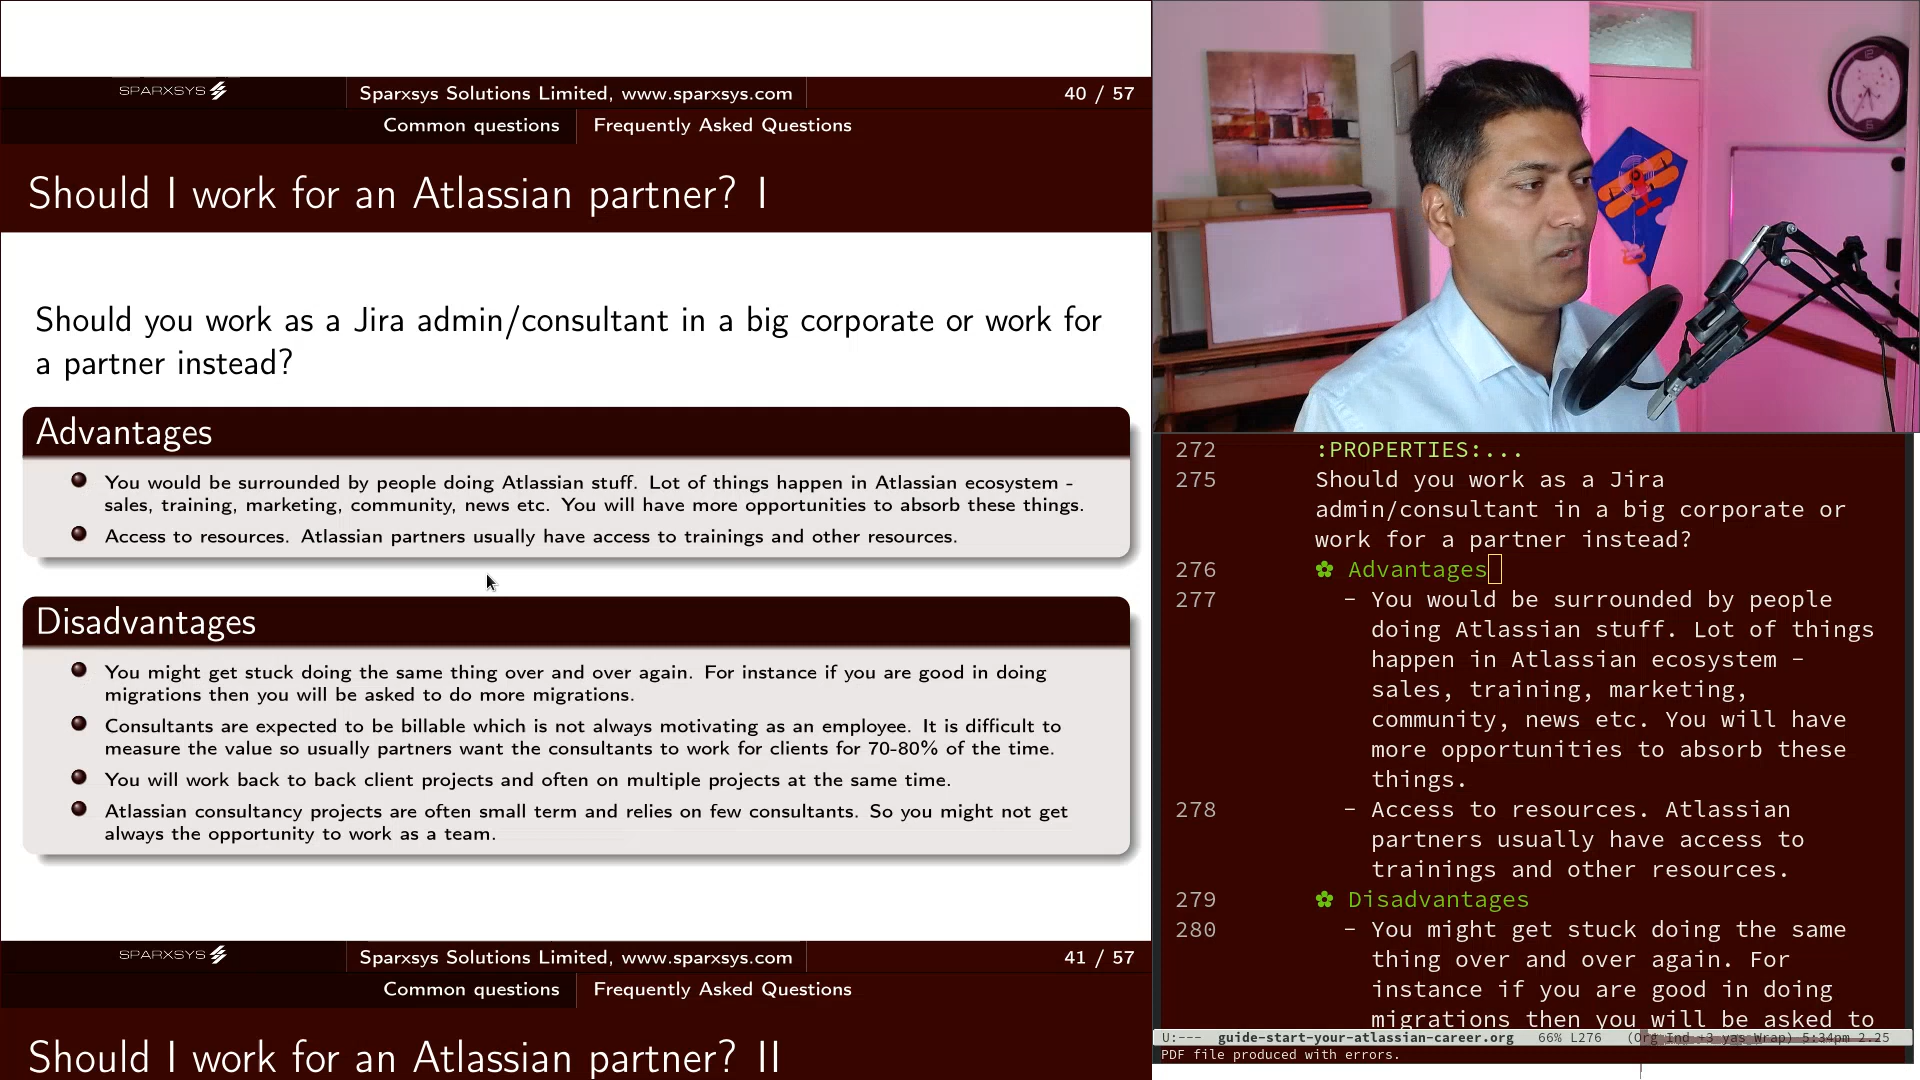 SPARXSYS
Sparxsys Solutions Limited, www.sparxsys.com
40 / 57
Common questions
Frequently Asked Questions
Should I work for an Atlassian partner? I
Should you work as a Jira admin/consultant in a big corporate or work for
a partner instead?
Advantages
You would be surrounded by people doing Atlassian stuff. Lot of things happen in Atlassian ecosystem -
sales, training, marketing, community, news etc. You will have more opportunities to absorb these things.
Access to resources. Atlassian partners usually have access to trainings and other resources.
Disadvantages
You might get stuck doing the same thing over and over again. For instance if you are good in doing
migrations then you will be asked to do more migrations.
Consultants are expected to be billable which is not always motivating as an employee. It is difficult to
measure the value so usually partners want the consultants to work for clients for 70-80% of the time.
You will work back to back client projects and often on multiple projects at the same time.
Atlassian consultancy projects are often small term and relies on few consultants. So you might not get
always the opportunity to work as a team.
SPARXSYS
Sparxsys Solutions Limited, www.sparxsys.com
41 / 57
Common questions
Frequently Asked Questions
Should I work for an Atlassian partner? II
272 :PROPERTIES:...
275 Should you work as a Jira
admin/consultant in a big corporate or
work for a partner instead?
276 ✿ Advantages
277 - You would be surrounded by people
doing Atlassian stuff. Lot of things
happen in Atlassian ecosystem -
sales, training, marketing,
community, news etc. You will have
more opportunities to absorb these
things.
278 - Access to resources. Atlassian
partners usually have access to
trainings and other resources.
279 ✿ Disadvantages
280 - You might get stuck doing the same
thing over and over again. For
instance if you are good in doing
migrations then you will be asked to
U:--- guide-start-your-atlassian-career.org 66% L276 (Org Ind +3 yas Wrap) 5:34pm 2.25
PDF file produced with errors.